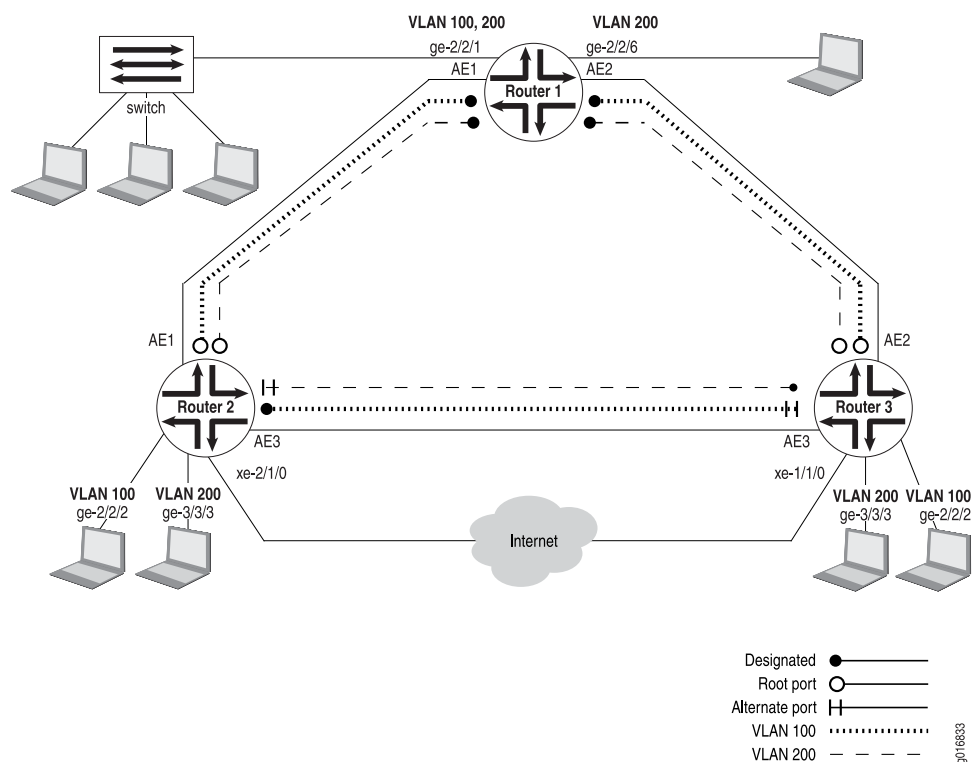 VLAN 100, 200
VLAN 200
ge-2/2/1
ge-2/2/6
AE1
AE2
Router 1
switch
AE1
AE2
Router 2
Router 3
AE3
AE3
xe-2/1/0
xe-1/1/0
VLAN 100
ge-2/2/2
VLAN 200
ge-3/3/3
Internet
VLAN 200
ge-3/3/3
VLAN 100
ge-2/2/2
Designated
Root port
Alternate port
VLAN 100
VLAN 200
g016833